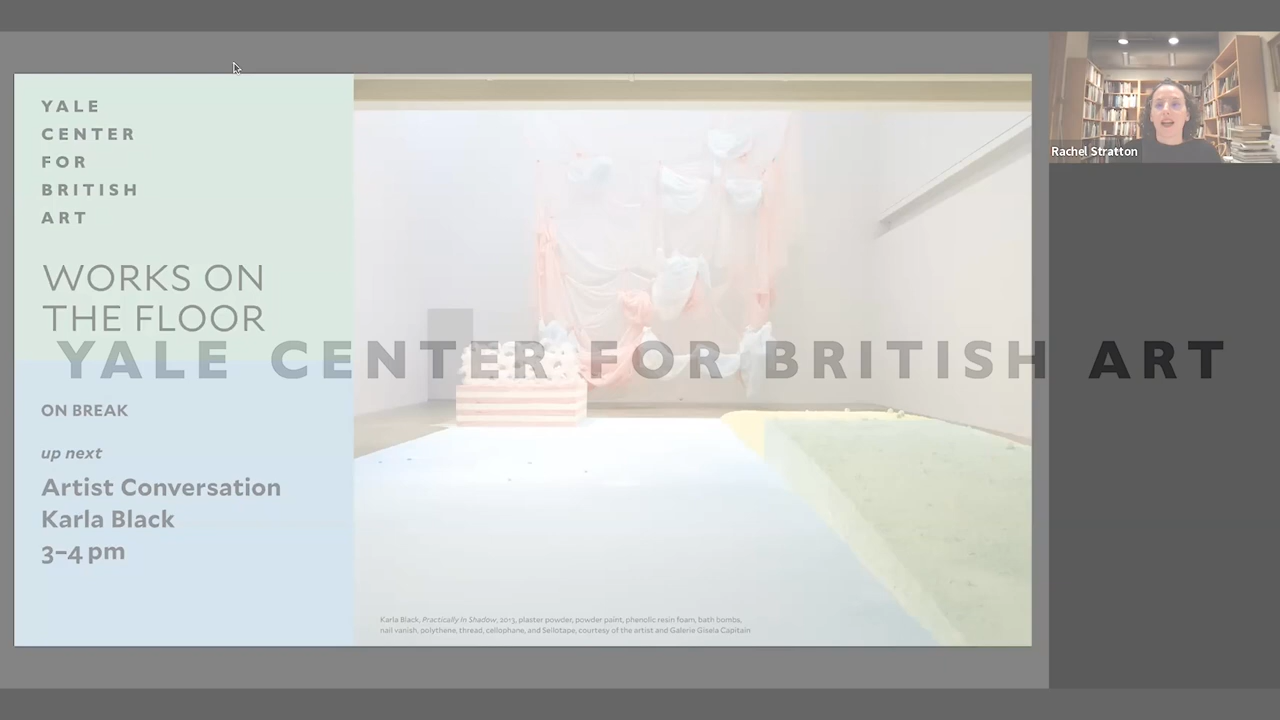 YALE
CENTER
FOR
BRITISH
ART
WORKS ON
THE FLOOR
YALE CENTER FOR BRITISH ART
ON BREAK
up next
Artist Conversation
Karla Black
3–4 pm
Karla Black, Practically in Shadow, 2013, plaster powder, powder paint, phenolic resin foam, bath bombs,
nail vanish, polythene, thread, cellophane, and Sellotape, courtesy of the artist and Galerie Gisela Capitain
Rachel Stratton